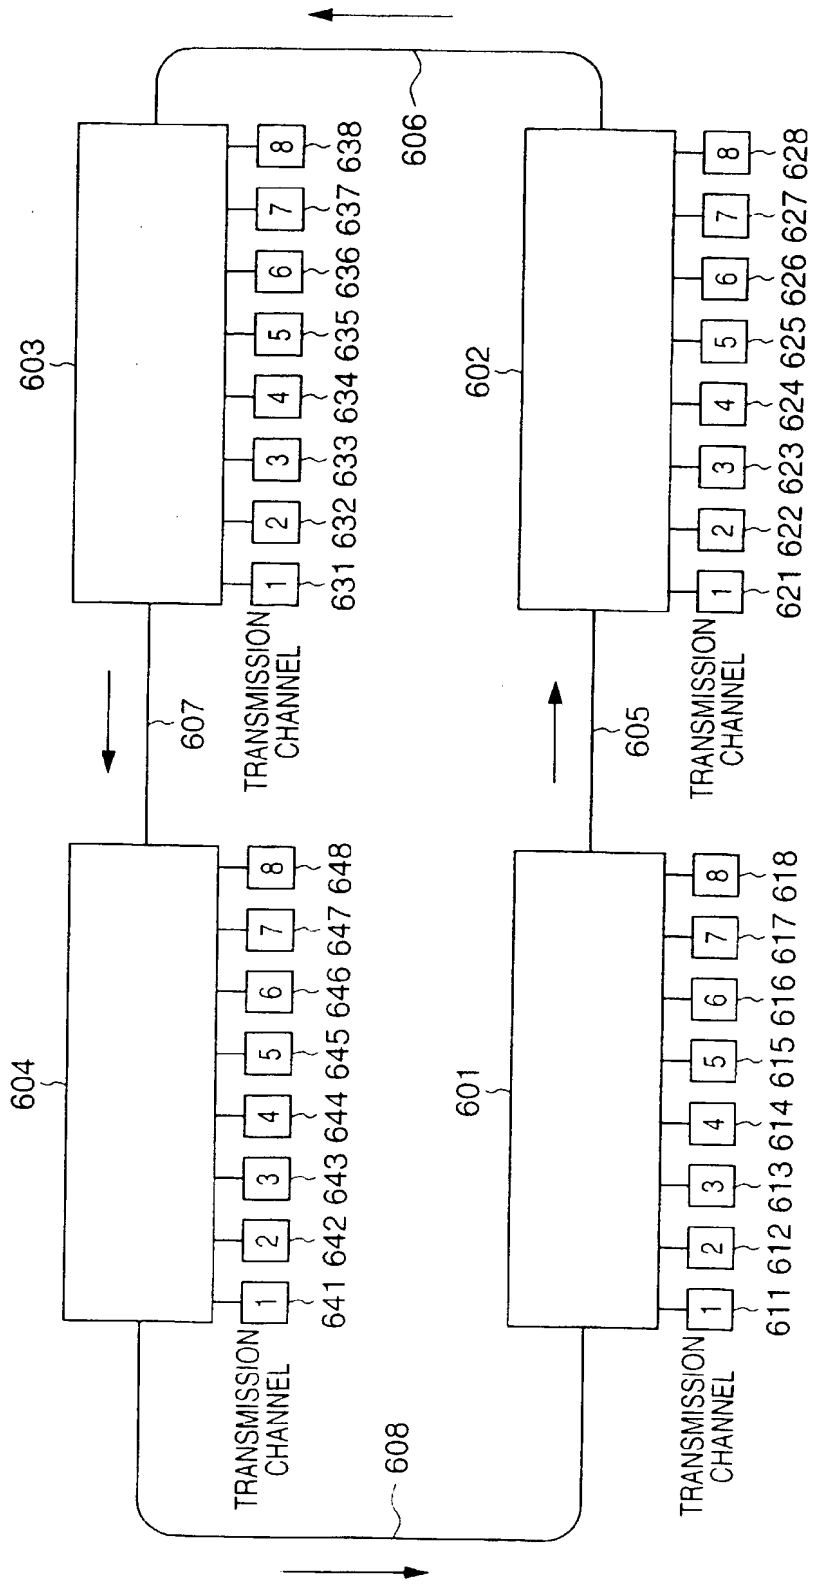 604
607
603
8 7 6 5 4 3 2 1
648 647 646 645 644 643 642 641
TRANSMISSION
CHANNEL
8 7 6 5 4 3 2 1
638 637 636 635 634 633 632 631
TRANSMISSION
CHANNEL
608
606
601
605
602
1 2 3 4 5 6 7 8
611 612 613 614 615 616 617 618
TRANSMISSION
CHANNEL
1 2 3 4 5 6 7 8
621 622 623 624 625 626 627 628
TRANSMISSION
CHANNEL